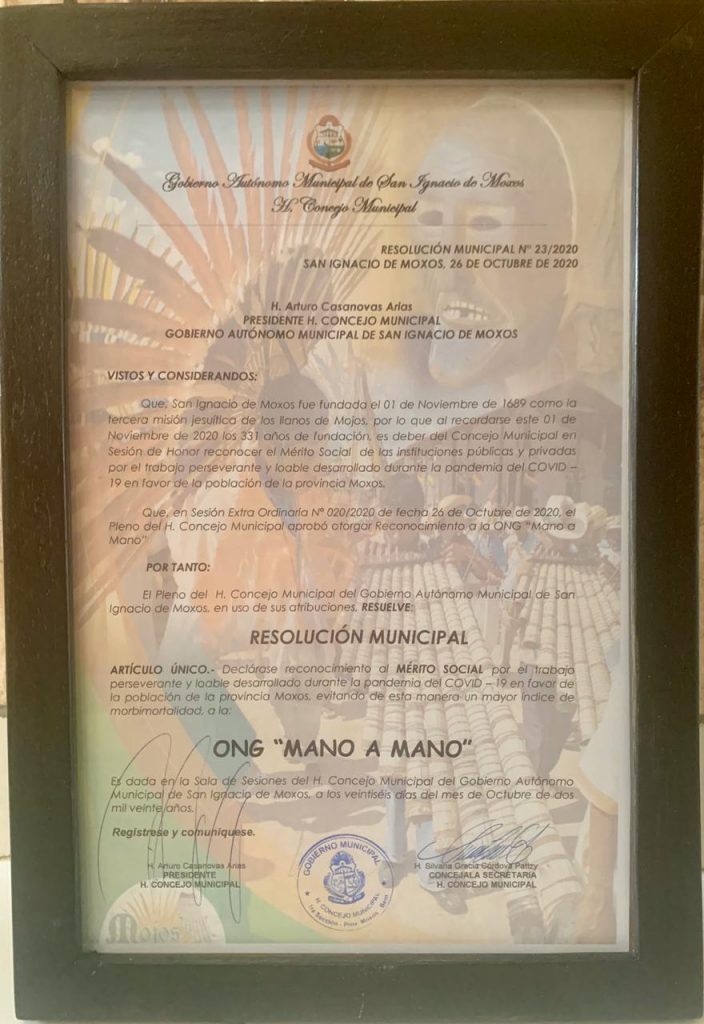 Gobierno Autónomo Municipal de San Ignacio de Moxos
H. Concejo Municipal
RESOLUCIÓN MUNICIPAL N° 23/2020
SAN IGNACIO DE MOXOS, 26 DE OCTUBRE DE 2020
H. Arturo Casanovas Arias
PRESIDENTE H. CONCEJO MUNICIPAL
GOBIERNO AUTÓNOMO MUNICIPAL DE SAN IGNACIO DE MOXOS
VISTOS Y CONSIDERANDOS:
Que, San Ignacio de Moxos fue fundada el 01 de Noviembre de 1689 como la
tercera misión jesuítica de los llanos de Mojos, por lo que al recordarse este 01 de
Noviembre de 2020 los 331 años de fundación, es deber del Concejo Municipal en
Sesión de Honor reconocer el Mérito Social de las instituciones públicas y privadas
por el trabajo perseverante y loable desarrollado durante la pandemia del COVID –
19 en favor de la población de la provincia Moxos.
Que, en Sesión Extra Ordinaria N° 020/2020 de fecha 26 de Octubre de 2020, el
Pleno del H. Concejo Municipal aprobó otorgar Reconocimiento a la ONG “Mano a
Mano”
POR TANTO:
El Pleno del H. Concejo Municipal del Gobierno Autónomo Municipal de San
Ignacio de Moxos, en uso de sus atribuciones, RESUELVE:
RESOLUCIÓN MUNICIPAL
ARTÍCULO ÚNICO.- Declárase reconocimiento al MÉRITO SOCIAL por el trabajo
perseverante y loable desarrollado durante la pandemia del COVID – 19 en favor de
la población de la provincia Moxos, evitando de esta manera un mayor índice de
morbimortalidad, a la:
ONG “MANO A MANO”
Es dada en la Sala de Sesiones del H. Concejo Municipal del Gobierno Autónomo
Municipal de San Ignacio de Moxos, a los veintiséis días del mes de Octubre de dos
mil veinte años.
Regístrese y comuníquese.
H. Arturo Casanovas Arias
PRESIDENTE
H. CONCEJO MUNICIPAL
GOBIERNO MUNICIPAL
H. CONCEJO MUNICIPAL
1ra Sección - Prov. Moxos - Beni
H. Silvana Grecia Córdova Pattzy
CONCEJALA SECRETARIA
H. CONCEJO MUNICIPAL
Mojos